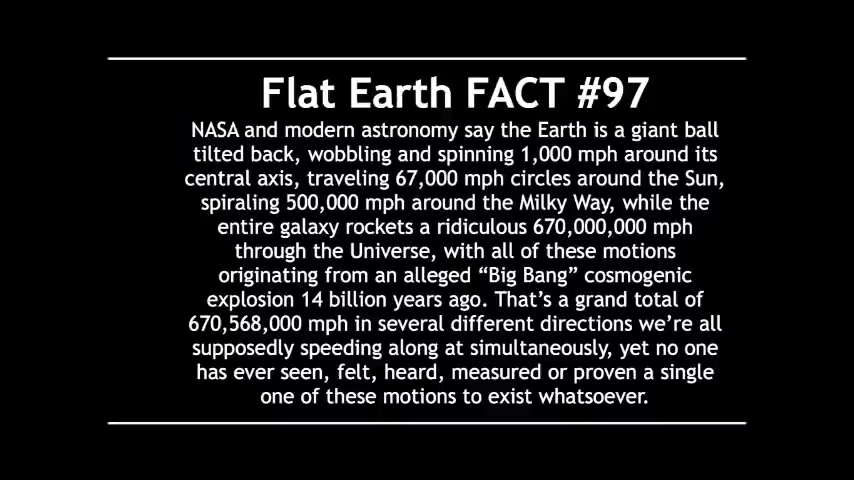 Flat Earth FACT #97
NASA and modern astronomy say the Earth is a giant ball
tilted back, wobbling and spinning 1,000 mph around its
central axis, traveling 67,000 mph circles around the Sun,
spiraling 500,000 mph around the Milky Way, while the
entire galaxy rockets a ridiculous 670,000,000 mph
through the Universe, with all of these motions
originating from an alleged “Big Bang” cosmogenic
explosion 14 billion years ago. That’s a grand total of
670,568,000 mph in several different directions we’re all
supposedly speeding along at simultaneously, yet no one
has ever seen, felt, heard, measured or proven a single
one of these motions to exist whatsoever.